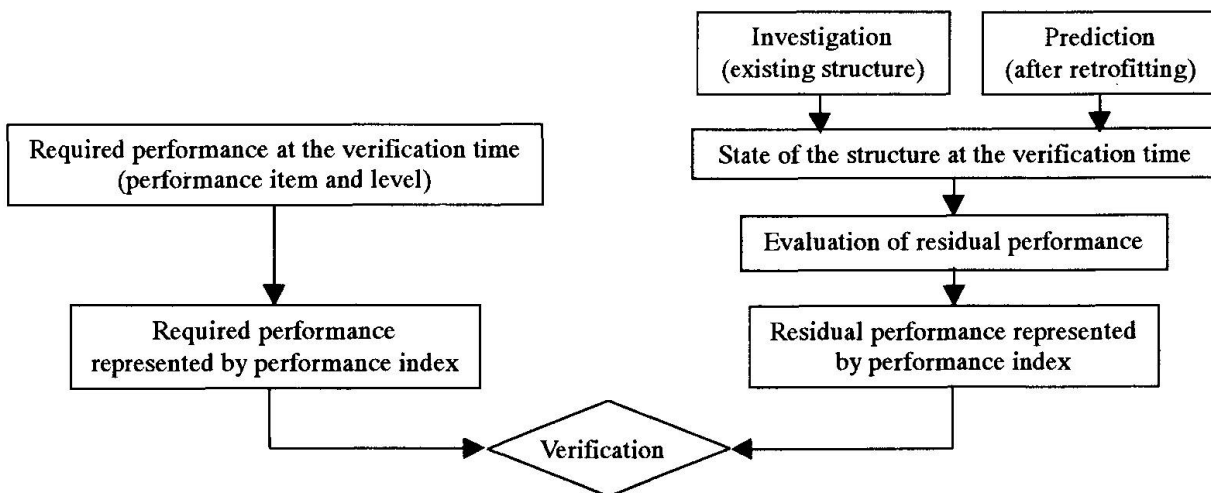 Investigation
(existing structure)
Prediction
(after retrofitting)
Required performance at the verification time
(performance item and level)
State of the structure at the verification time
Evaluation of residual performance
Required performance
represented by performance index
Residual performance represented
by performance index
Verification